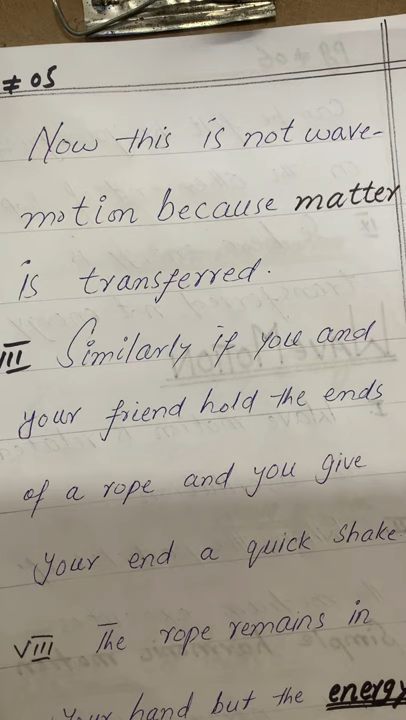 # 05
Now this is not wave-
motion because matter
is transferred.
VII Similarly if you and
your friend hold the ends
of a rope and you give
your end a quick shake.
VIII The rope remains in
your hand but the energy